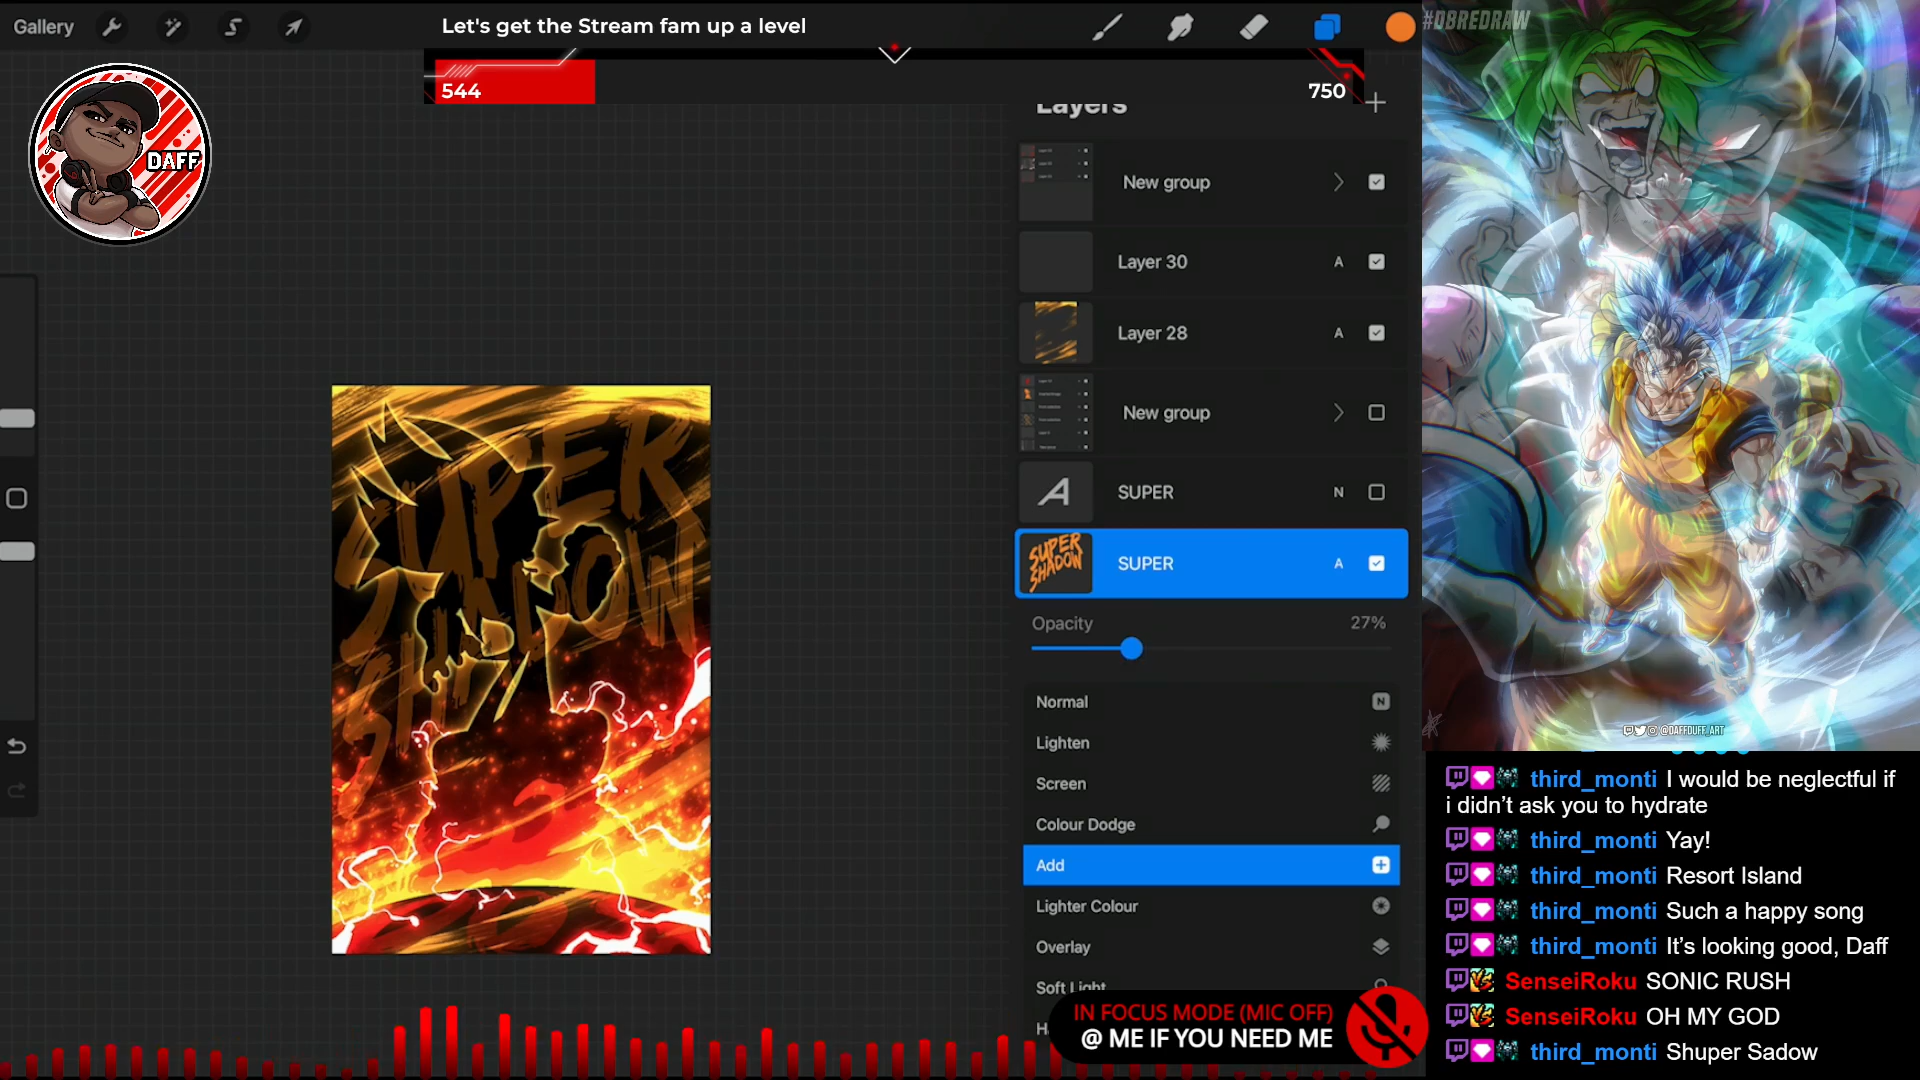 Gallery
Let's get the Stream fam up a level
544
750
DAFF
Layers
New group
Layer 30
A
Layer 28
A
New group
A
SUPER
N
SUPER
SHADOW
SUPER
A
Opacity
27%
Normal
N
Lighten
Screen
Colour Dodge
Add
Lighter Colour
Overlay
Soft Light
IN FOCUS MODE (MIC OFF)
@ ME IF YOU NEED ME
SUPER
SHADOW
#DBREDRAW
@DAFFDUFF_ART
third_monti I would be neglectful if
i didn't ask you to hydrate
third_monti Yay!
third_monti Resort Island
third_monti Such a happy song
third_monti It's looking good, Daff
SenseiRoku SONIC RUSH
SenseiRoku OH MY GOD
third_monti Shuper Sadow